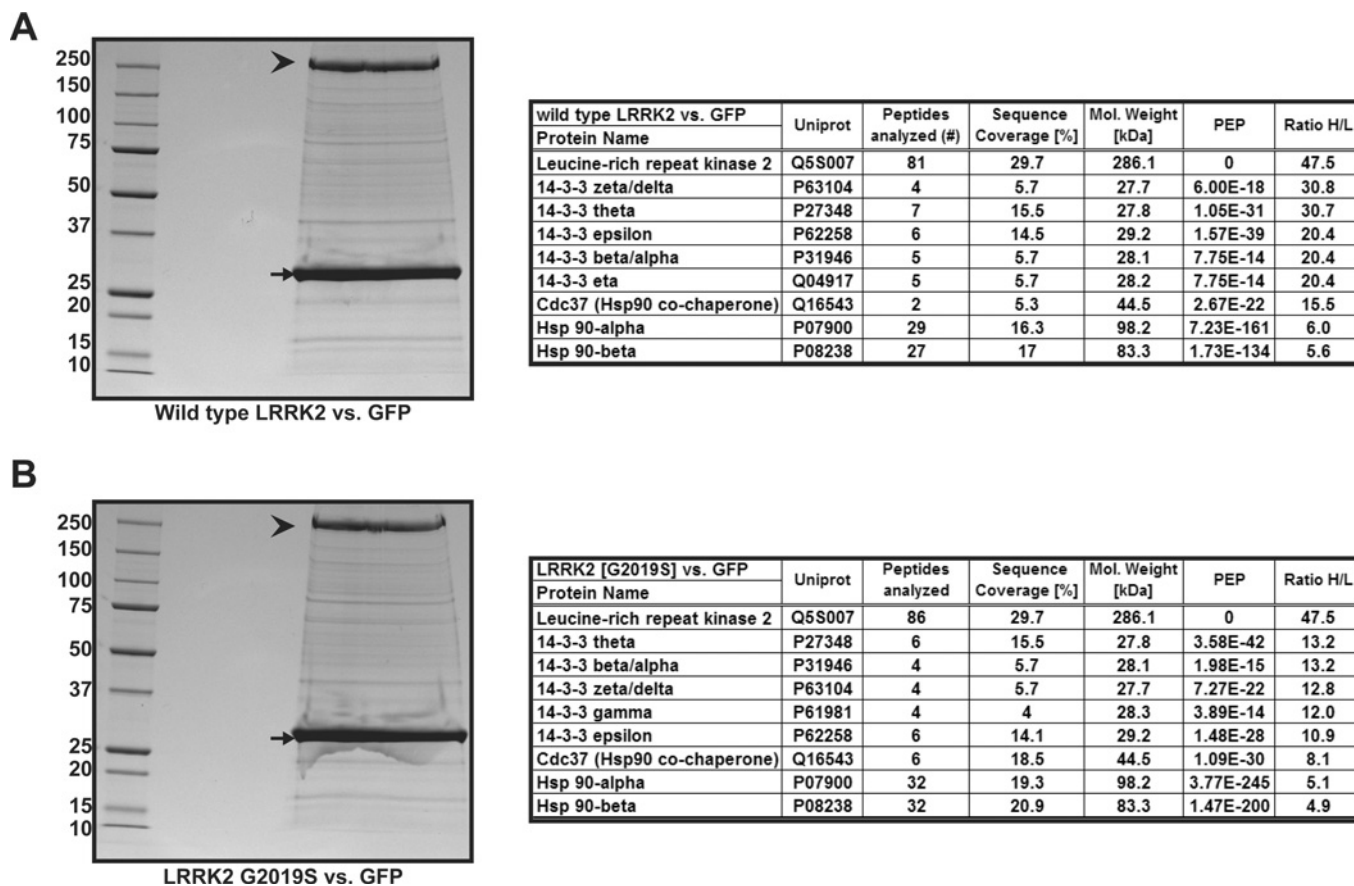 A
250
150
100
75
50
37
25
20
15
10
Wild type LRRK2 vs. GFP
wild type LRRK2 vs. GFP
Protein Name Uniprot Peptides analyzed (#) Sequence Coverage [%] Mol. Weight [kDa] PEP Ratio H/L
Leucine-rich repeat kinase 2 Q5S007 81 29.7 286.1 0 47.5
14-3-3 zeta/delta P63104 4 5.7 27.7 6.00E-18 30.8
14-3-3 theta P27348 7 15.5 27.8 1.05E-31 30.7
14-3-3 epsilon P62258 6 14.5 29.2 1.57E-39 20.4
14-3-3 beta/alpha P31946 5 5.7 28.1 7.75E-14 20.4
14-3-3 eta Q04917 5 5.7 28.2 7.75E-14 20.4
Cdc37 (Hsp90 co-chaperone) Q16543 2 5.3 44.5 2.67E-22 15.5
Hsp 90-alpha P07900 29 16.3 98.2 7.23E-161 6.0
Hsp 90-beta P08238 27 17 83.3 1.73E-134 5.6
B
250
150
100
75
50
37
25
20
15
10
LRRK2 G2019S vs. GFP
LRRK2 [G2019S] vs. GFP
Protein Name Uniprot Peptides analyzed Sequence Coverage [%] Mol. Weight [kDa] PEP Ratio H/L
Leucine-rich repeat kinase 2 Q5S007 86 29.7 286.1 0 47.5
14-3-3 theta P27348 6 15.5 27.8 3.58E-42 13.2
14-3-3 beta/alpha P31946 4 5.7 28.1 1.98E-15 13.2
14-3-3 zeta/delta P63104 4 5.7 27.7 7.27E-22 12.8
14-3-3 gamma P61981 4 4 28.3 3.89E-14 12.0
14-3-3 epsilon P62258 6 14.1 29.2 1.48E-28 10.9
Cdc37 (Hsp90 co-chaperone) Q16543 6 18.5 44.5 1.09E-30 8.1
Hsp 90-alpha P07900 32 19.3 98.2 3.77E-245 5.1
Hsp 90-beta P08238 32 20.9 83.3 1.47E-200 4.9